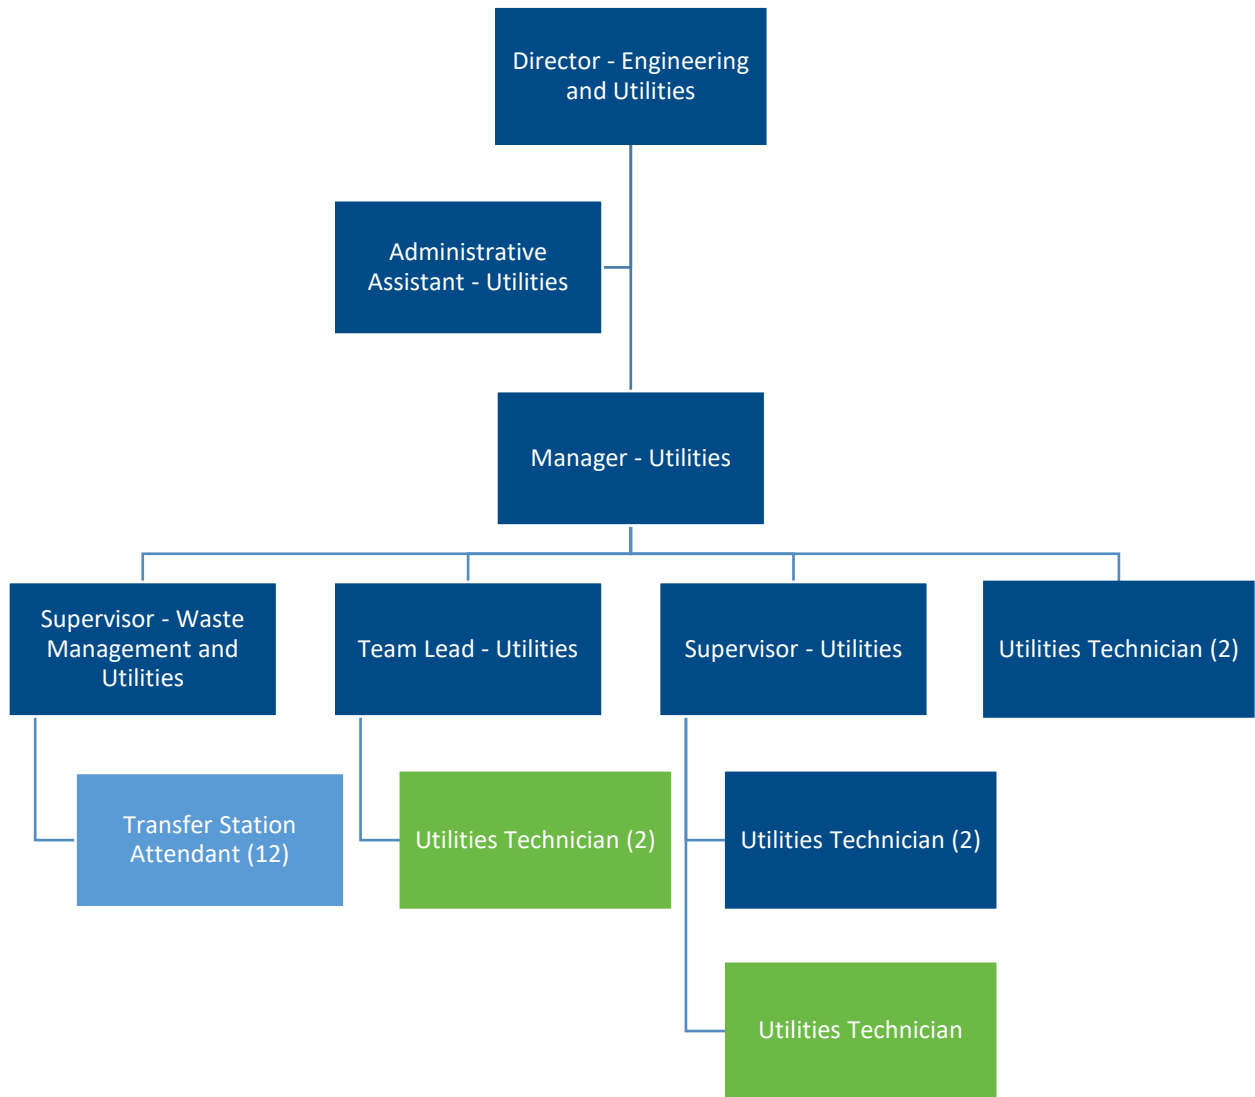 Director - Engineering
and Utilities
Administrative
Assistant - Utilities
Manager - Utilities
Supervisor - Waste
Management and
Utilities
Team Lead - Utilities
Supervisor - Utilities
Utilities Technician (2)
Transfer Station
Attendant (12)
Utilities Technician (2)
Utilities Technician (2)
Utilities Technician